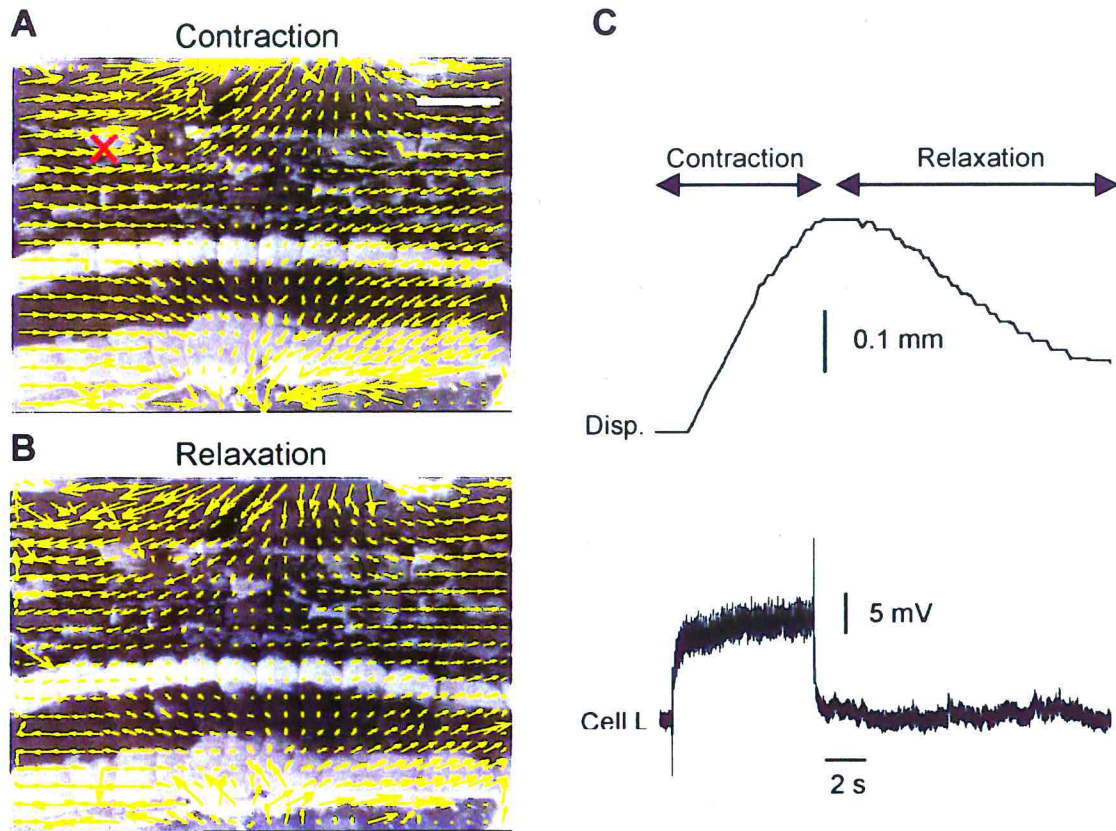 A
Contraction
B
Relaxation
C
Contraction
Relaxation
0.1 mm
Disp.
5 mV
Cell L
2 s